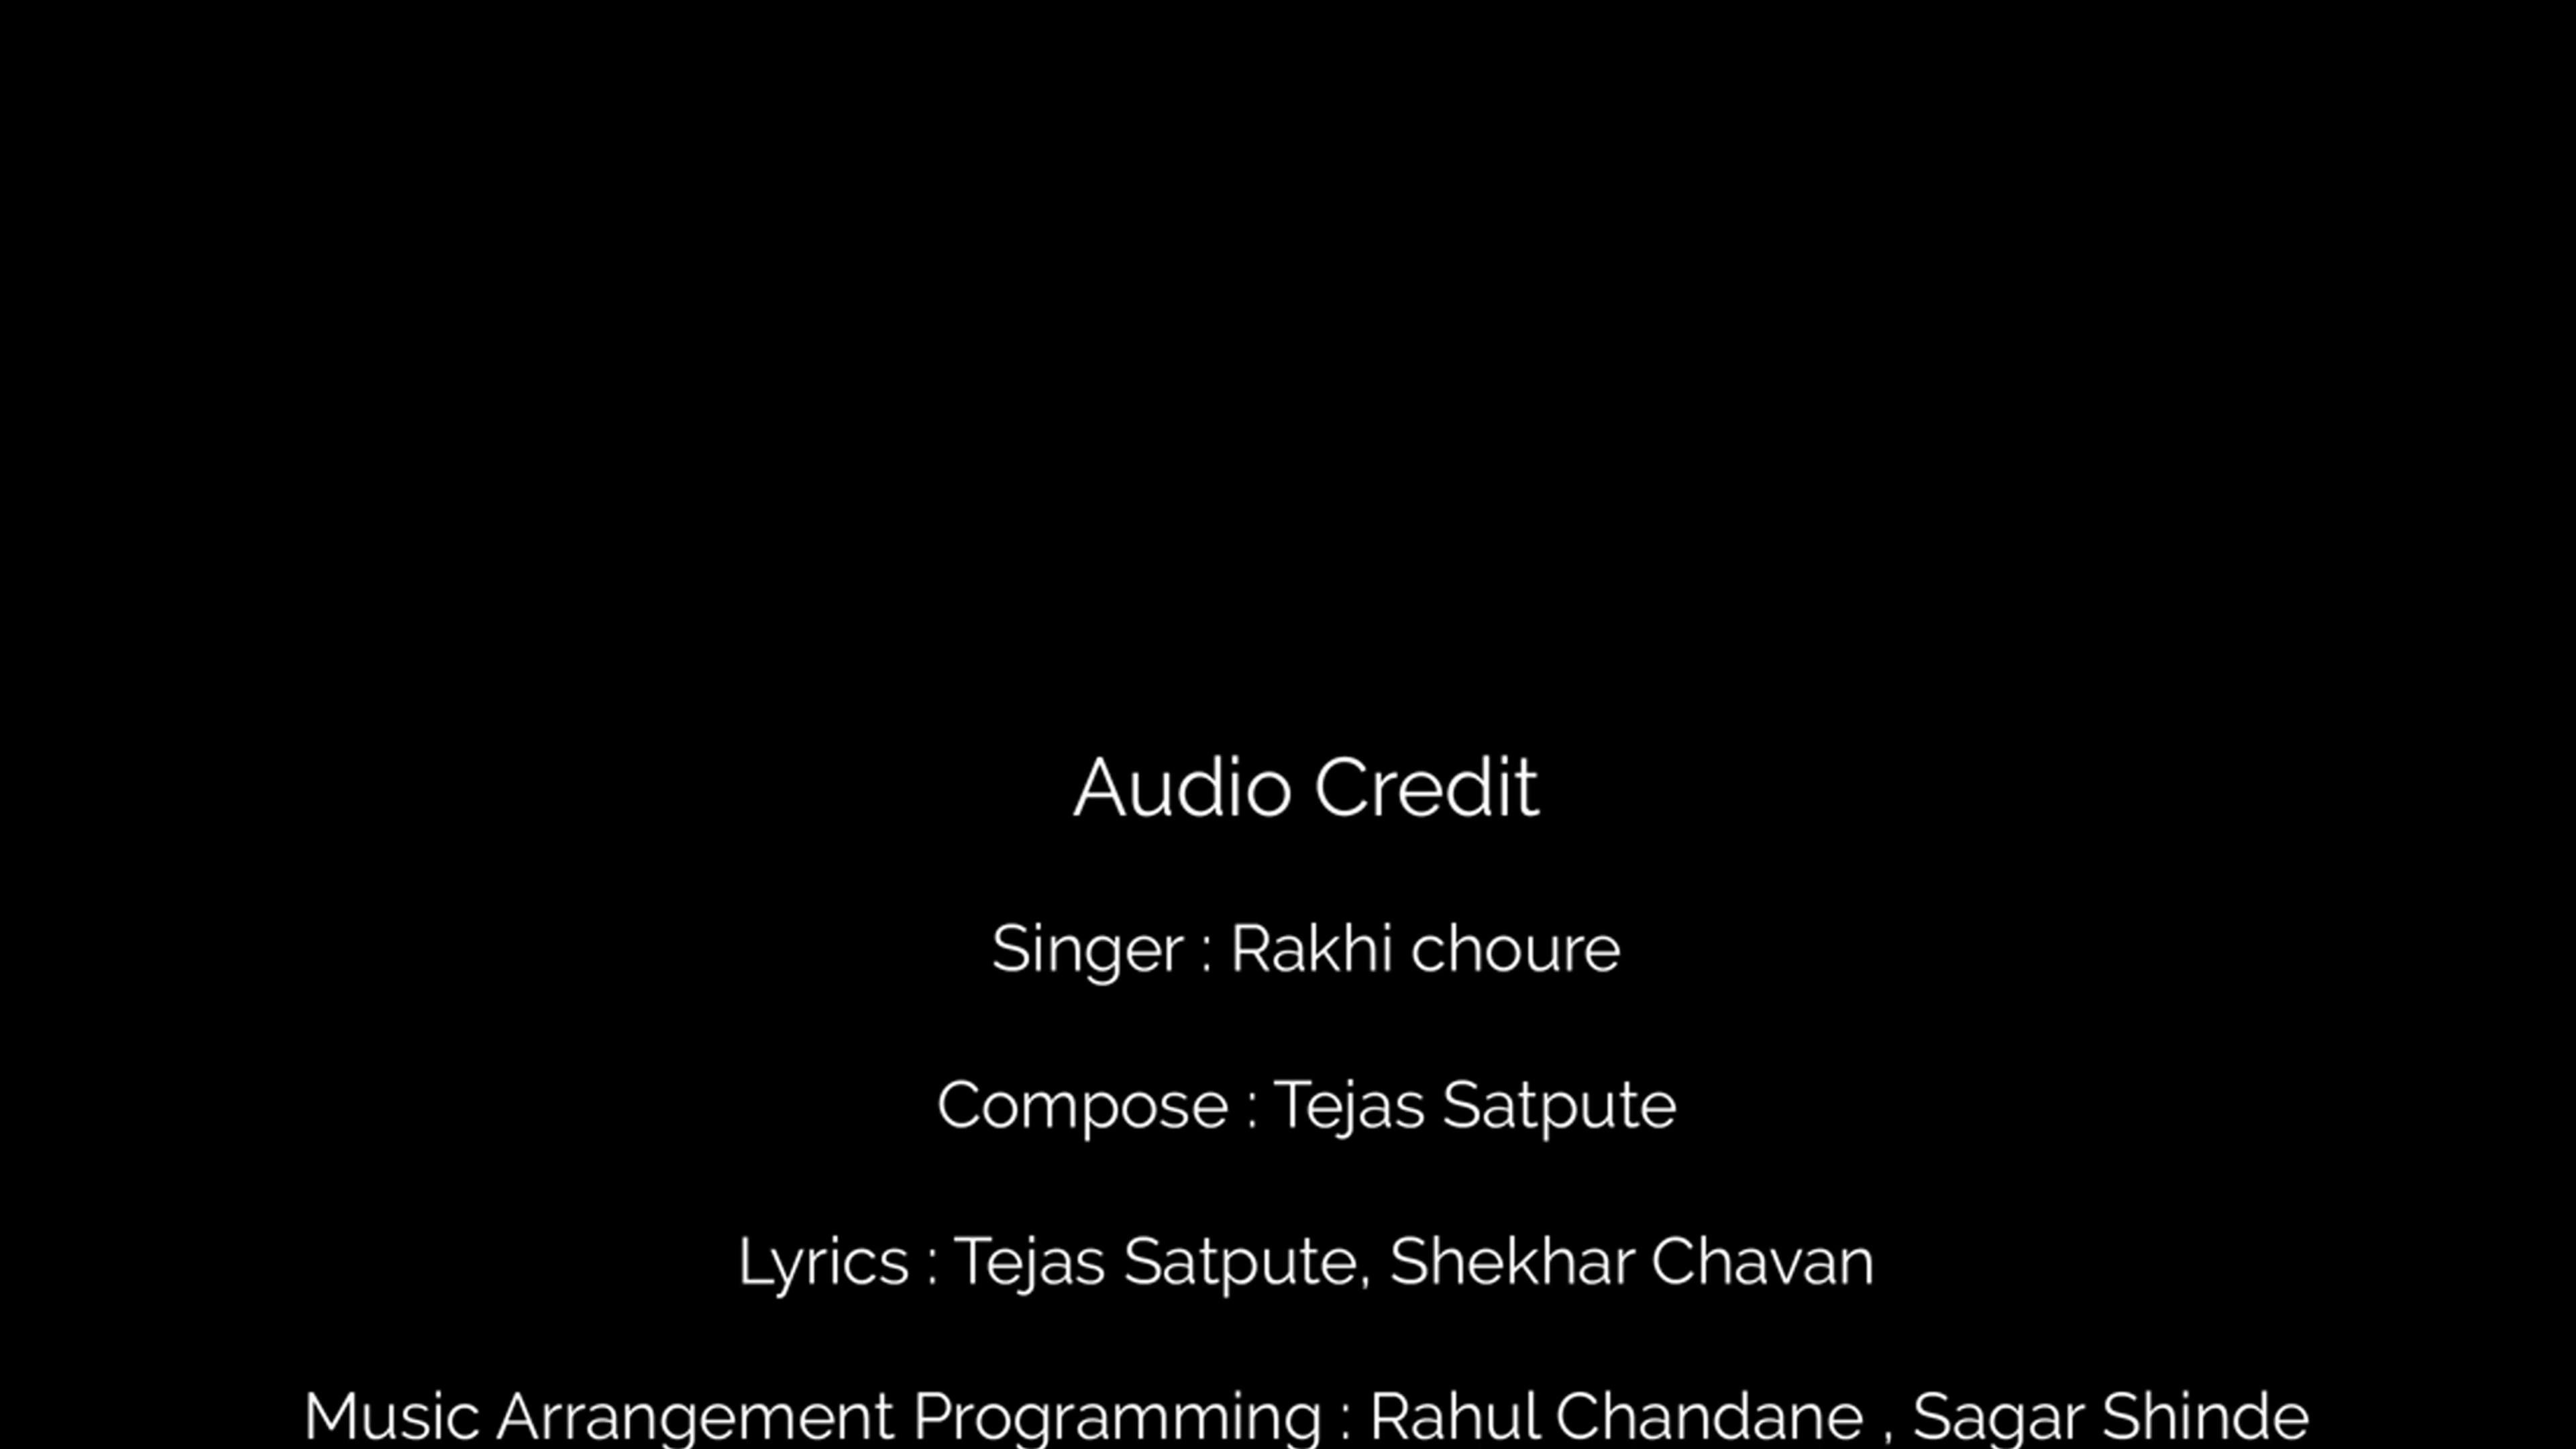 Audio Credit
Singer : Rakhi choure
Compose : Tejas Satpute
Lyrics : Tejas Satpute, Shekhar Chavan
Music Arrangement Programming : Rahul Chandane , Sagar Shinde